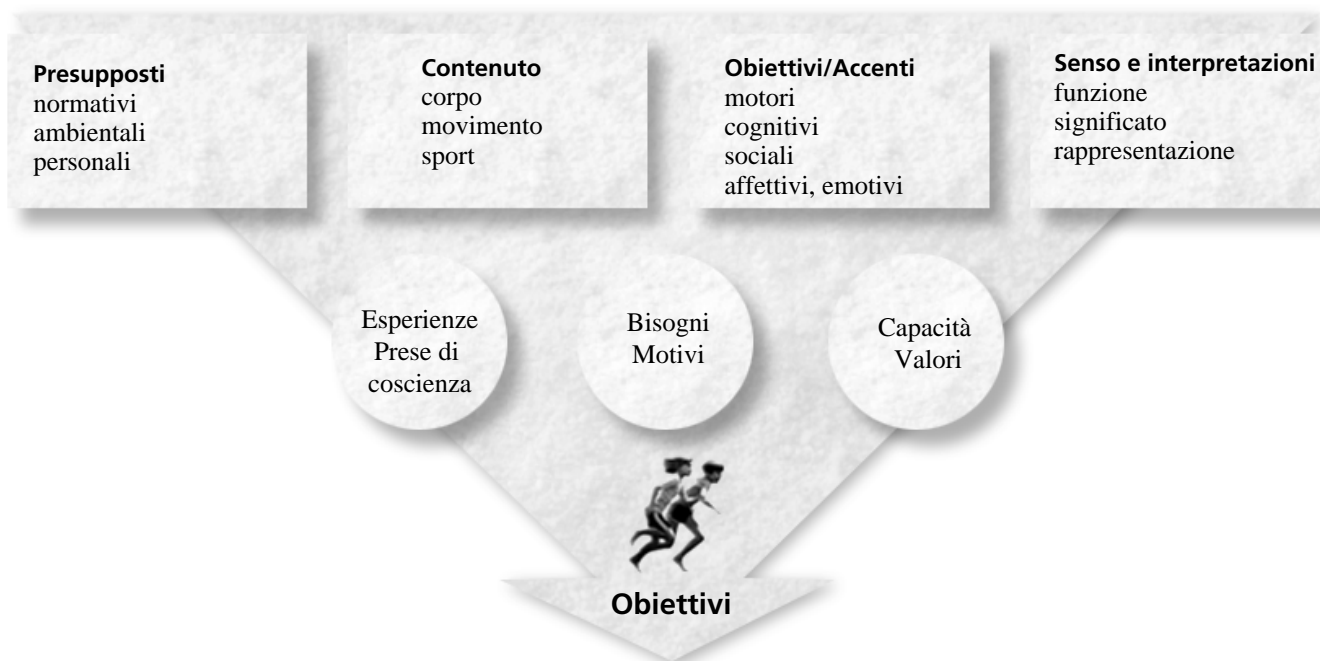 Presupposti
normativi
ambientali
personali
Contenuto
corpo
movimento
sport
Obiettivi/Accenti
motori
cognitivi
sociali
affettivi, emotivi
Senso e interpretazioni
funzione
significato
rappresentazione
Esperienze
Prese di
coscienza
Bisogni
Motivi
Capacità
Valori
Obiettivi